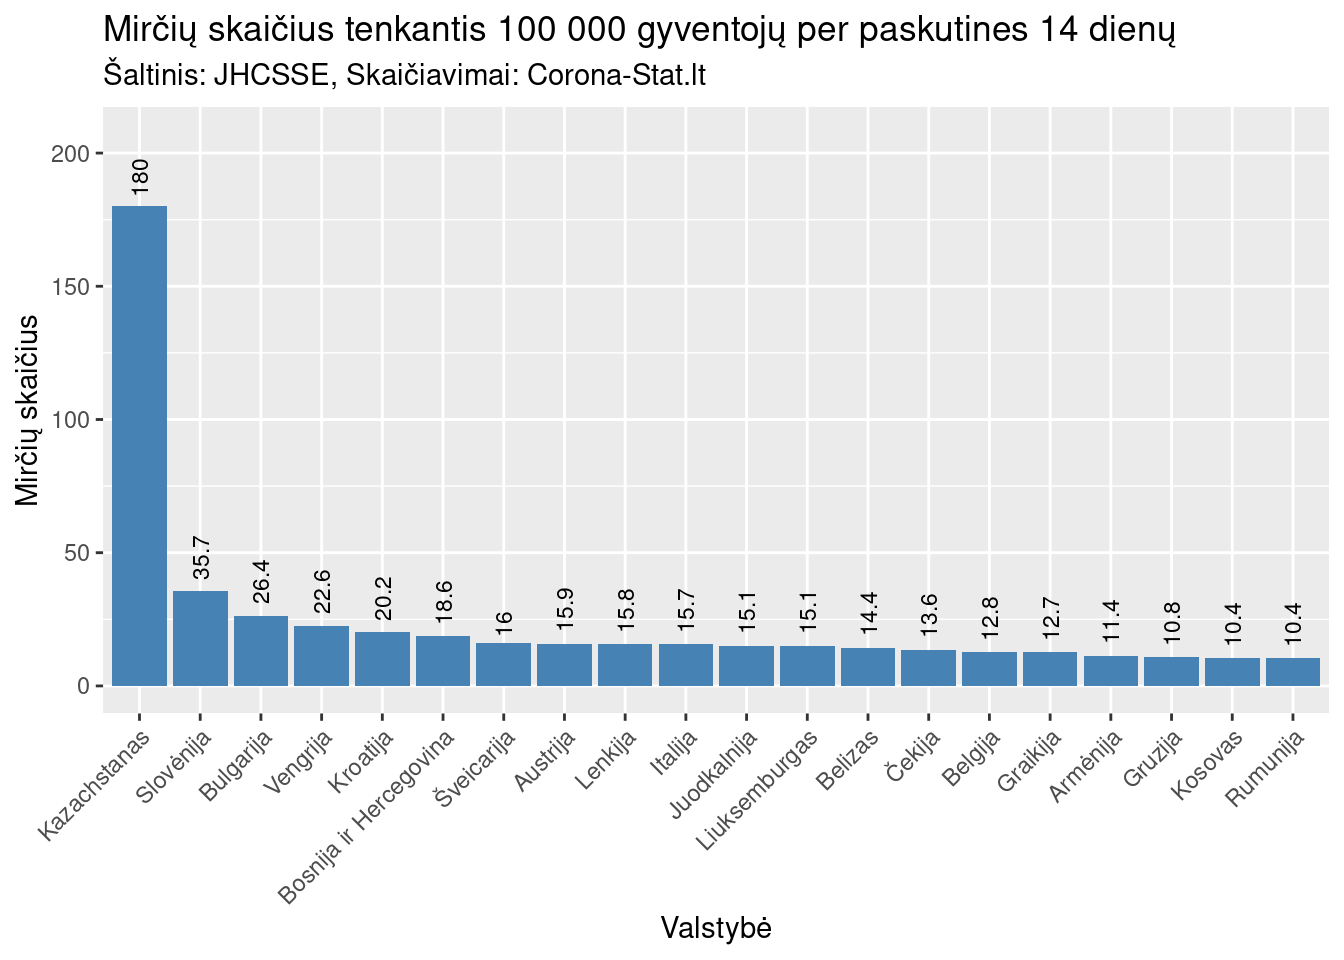 Mirčių skaičius tenkantis 100 000 gyventojų per paskutines 14 dienų
Šaltinis: JHCSSE, Skaičiavimai: Corona-Stat.lt
Mirčių skaičius
200
150
100
50
0
180
35.7
26.4
22.6
20.2
18.6
16
15.9
15.8
15.7
15.1
15.1
14.4
13.6
12.8
12.7
11.4
10.8
10.4
10.4
Kazachstanas
Slovėnija
Bulgarija
Vengrija
Kroatija
Bosnija ir Hercegovina
Šveicarija
Austrija
Lenkija
Italija
Juodkalnija
Liuksemburgas
Belizas
Čekija
Belgija
Graikija
Armėnija
Gruzija
Kosovas
Rumunija
Valstybė